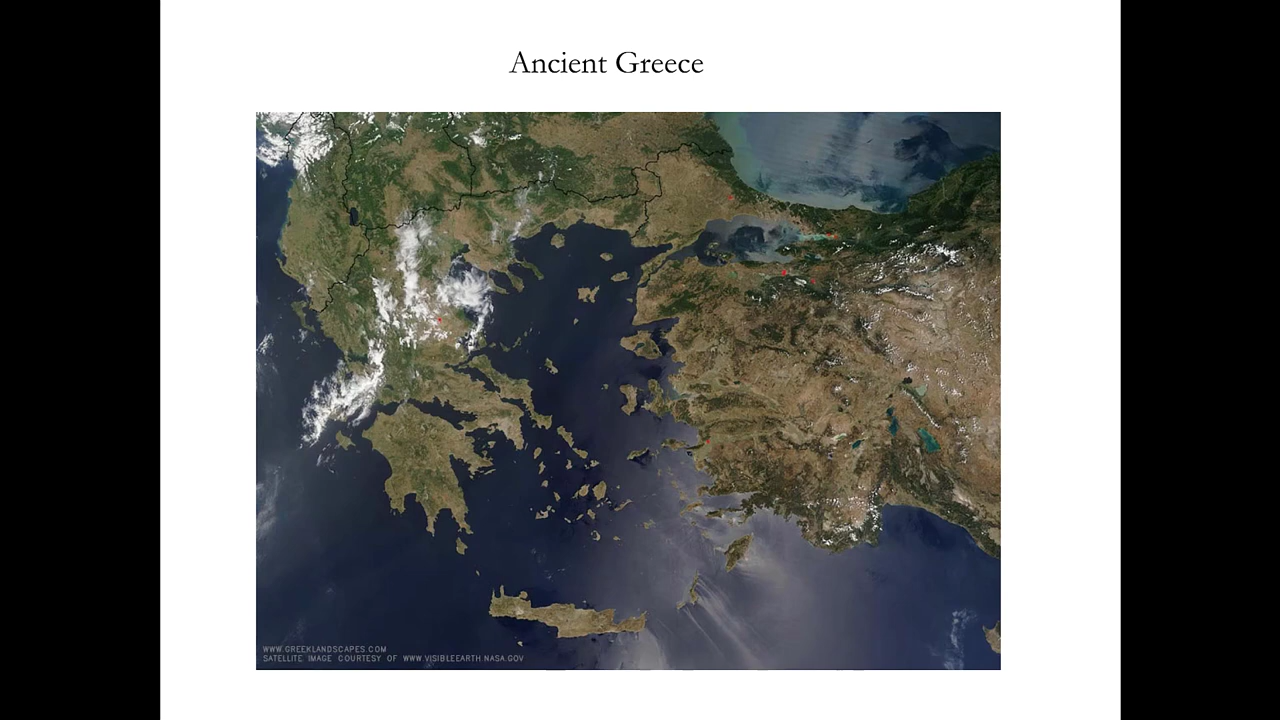 Ancient Greece
WWW.GREEKLANDSCAPES.COM
SATELLITE IMAGE COURTESY OF WWW.VISIBLEEARTH.NASA.GOV